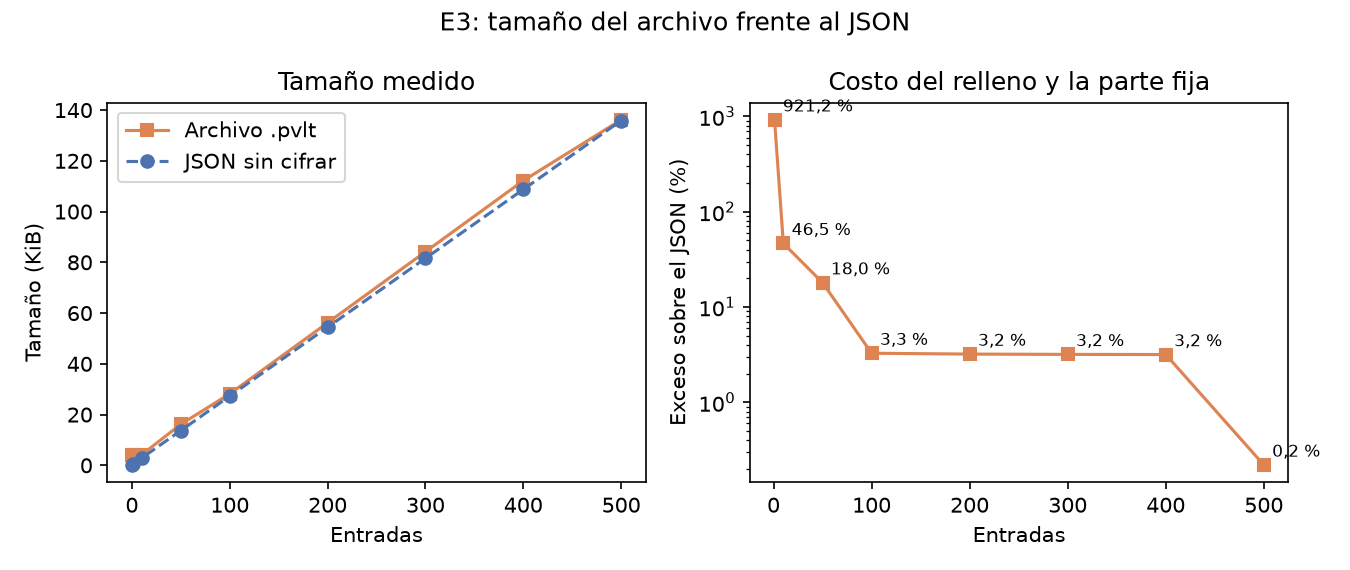 E3: tamaño del archivo frente al JSON
Tamaño medido
Tamaño (KiB)
140
120
100
80
60
40
20
0
Archivo .pvlt
JSON sin cifrar
0 100 200 300 400 500
Entradas
Costo del relleno y la parte fija
Exceso sobre el JSON (%)
10³
10²
10¹
10⁰
921,2 %
46,5 %
18,0 %
3,3 % 3,2 % 3,2 % 3,2 %
0,2 %
0 100 200 300 400 500
Entradas